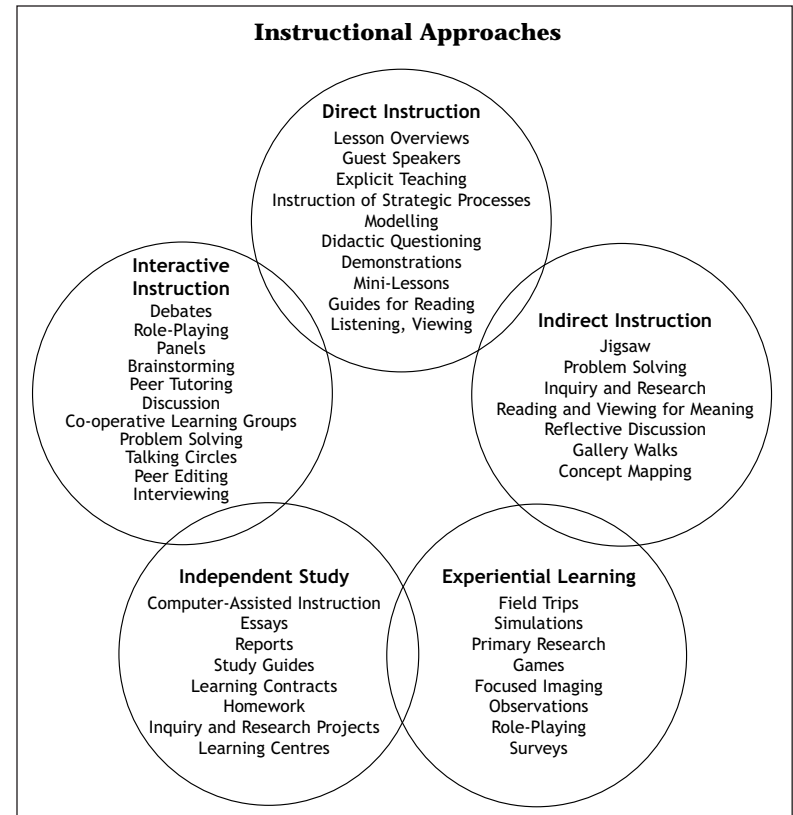 Instructional Approaches
Direct Instruction
Lesson Overviews
Guest Speakers
Explicit Teaching
Instruction of Strategic Processes
Modelling
Didactic Questioning
Demonstrations
Mini-Lessons
Guides for Reading
Listening, Viewing
Interactive
Instruction
Debates
Role-Playing
Panels
Brainstorming
Peer Tutoring
Discussion
Co-operative Learning Groups
Problem Solving
Talking Circles
Peer Editing
Interviewing
Indirect Instruction
Jigsaw
Problem Solving
Inquiry and Research
Reading and Viewing for Meaning
Reflective Discussion
Gallery Walks
Concept Mapping
Independent Study
Computer-Assisted Instruction
Essays
Reports
Study Guides
Learning Contracts
Homework
Inquiry and Research Projects
Learning Centres
Experiential Learning
Field Trips
Simulations
Primary Research
Games
Focused Imaging
Observations
Role-Playing
Surveys